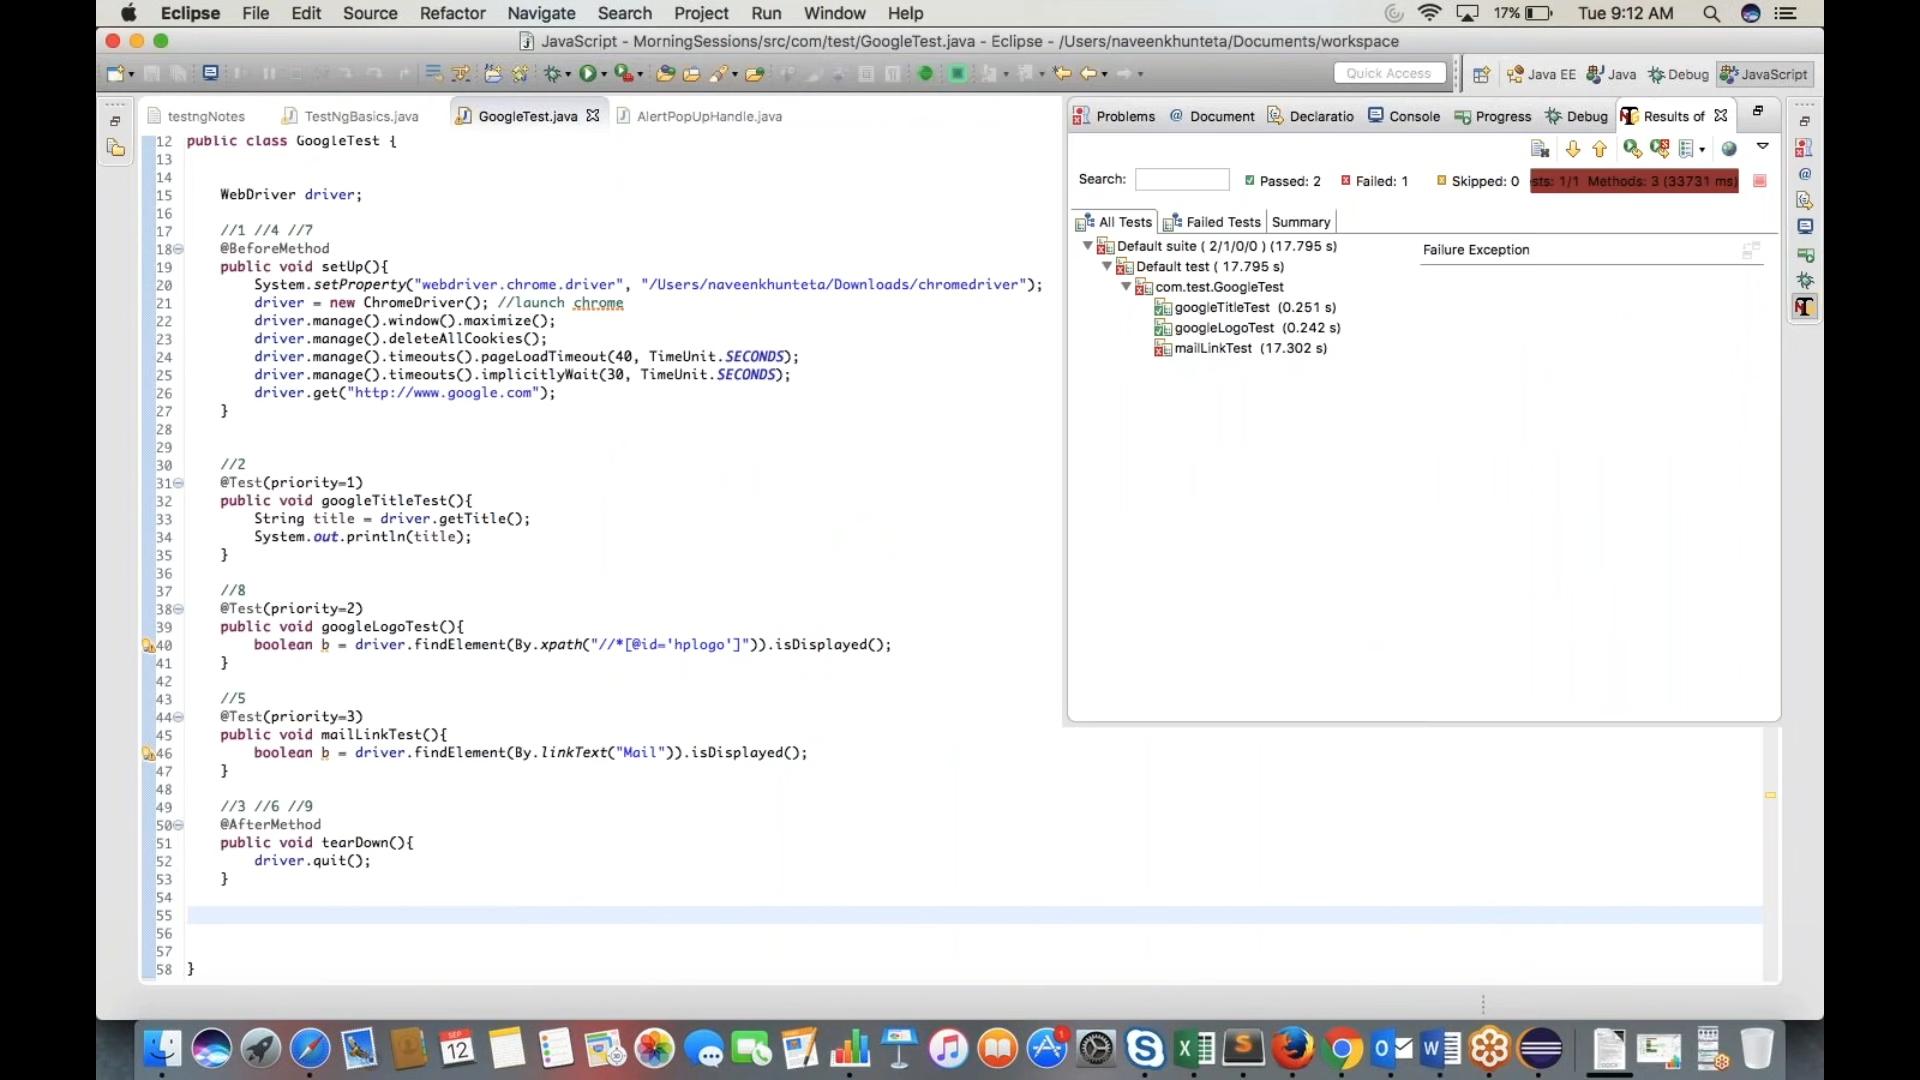 Eclipse File Edit Source Refactor Navigate Search Project Run Window Help 17% Tue 9:12 AM
JavaScript - MorningSessions/src/com/test/GoogleTest.java - Eclipse - /Users/naveenkhunteta/Documents/workspace
Quick Access Java EE Java Debug JavaScript
testngNotes TestNgBasics.java GoogleTest.java AlertPopUpHandle.java
12 public class GoogleTest {
13
14
15 WebDriver driver;
16
17 //1 //4 //7
18 @BeforeMethod
19 public void setUp(){
20 System.setProperty("webdriver.chrome.driver", "/Users/naveenkhunteta/Downloads/chromedriver");
21 driver = new ChromeDriver(); //launch chrome
22 driver.manage().window().maximize();
23 driver.manage().deleteAllCookies();
24 driver.manage().timeouts().pageLoadTimeout(40, TimeUnit.SECONDS);
25 driver.manage().timeouts().implicitlyWait(30, TimeUnit.SECONDS);
26 driver.get("http://www.google.com");
27 }
28
29
30 //2
31 @Test(priority=1)
32 public void googleTitleTest(){
33 String title = driver.getTitle();
34 System.out.println(title);
35 }
36
37 //8
38 @Test(priority=2)
39 public void googleLogoTest(){
40 boolean b = driver.findElement(By.xpath("//*[@id='hplogo']")).isDisplayed();
41 }
42
43 //5
44 @Test(priority=3)
45 public void mailLinkTest(){
46 boolean b = driver.findElement(By.linkText("Mail")).isDisplayed();
47 }
48
49 //3 //6 //9
50 @AfterMethod
51 public void tearDown(){
52 driver.quit();
53 }
54
55
56
57
58 }
Problems @ Document Declaratio Console Progress Debug Results of
Search: Passed: 2 Failed: 1 Skipped: 0 sts: 1/1 Methods: 3 (33731 ms)
All Tests Failed Tests Summary
Default suite ( 2/1/0/0 ) (17.795 s)
Default test ( 17.795 s)
com.test.GoogleTest
googleTitleTest (0.251 s)
googleLogoTest (0.242 s)
mailLinkTest (17.302 s)
Failure Exception
SEP
12
1